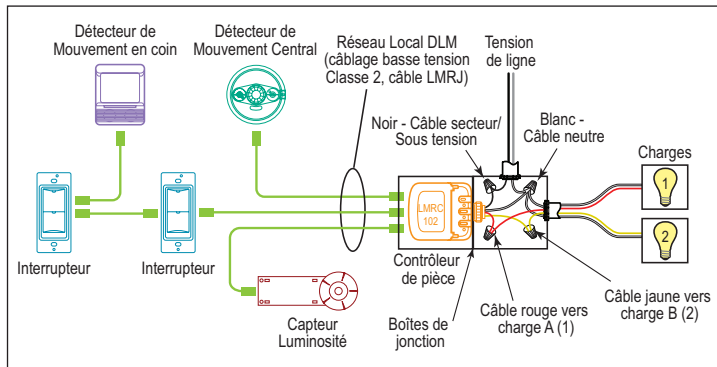 Détecteur de
Mouvement en coin
Détecteur de
Mouvement Central
Réseau Local DLM
(câblage basse tension
Classe 2, câble LMRJ)
Tension
de ligne
Noir - Câble secteur/
Sous tension
Blanc -
Câble neutre
Charges
1
2
LMRC
102
Interrupteur
Interrupteur
Contrôleur
de pièce
Capteur
Luminosité
Boîtes de
jonction
Câble rouge vers
charge A (1)
Câble jaune vers
charge B (2)